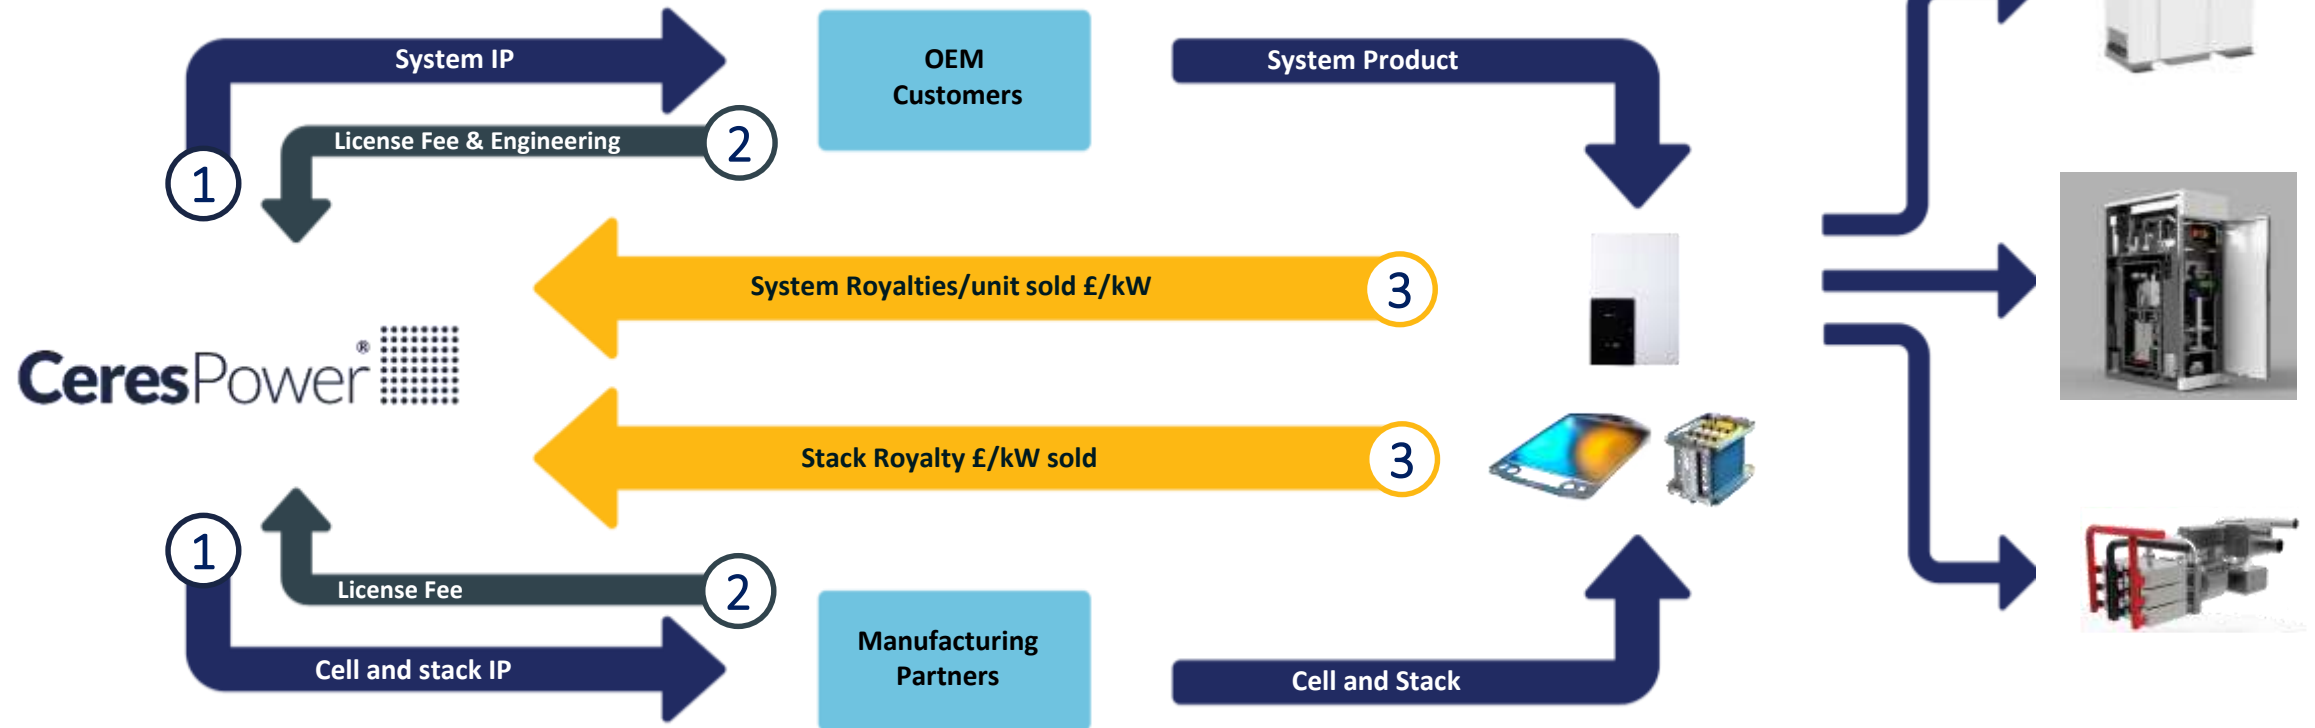 System IP
OEM
Customers
System Product
License Fee & Engineering
2
1
System Royalties/unit sold £/kW
3
CeresPower®
Stack Royalty £/kW sold
3
1
License Fee
2
Manufacturing
Partners
Cell and stack IP
Cell and Stack